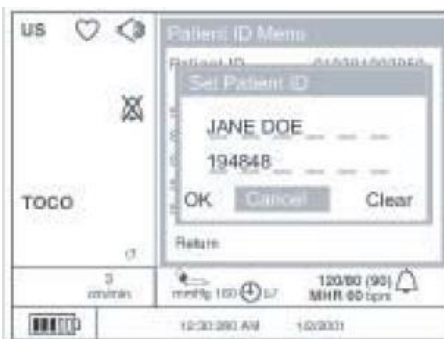 US
Patient ID Menu
Patient ID
Set Patient ID
JANE DOE
194848
OK Cancel Clear
TOCO
Return
3
cm/min
mmHg 160
120/80 (90)
MHR 60 bpm
12:30 AM
1/2/2001